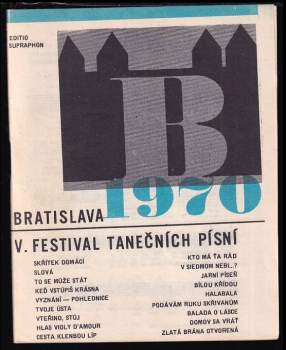 EDITIO
SUPRAPHON
B
1970
BRATISLAVA
V. FESTIVAL TANEČNÍCH PÍSNÍ
SKŘÍTEK DOMÁCÍ
SLOVÁ
TO SE MŮŽE STÁT
KEĎ VSTÚPIŠ KRÁSNA
VYZNÁNÍ — POHLEDNICE
TVOJE ÚSTA
VTEŘINO, STŮJ
HLAS VIOLY D'AMOUR
CESTA KLENBOU LÍP
KTO MÁ ŤA RÁD
V SIEDMOM NEBI..?
JARNÍ PÍSEŇ
BÍLOU KŘÍDOU
HALABALA
PODÁVÁM RUKU SKŘIVANŮM
BALADA O LÁSCE
DOMOV SA VRÁŤ
ZLATÁ BRÁNA OTVORENÁ